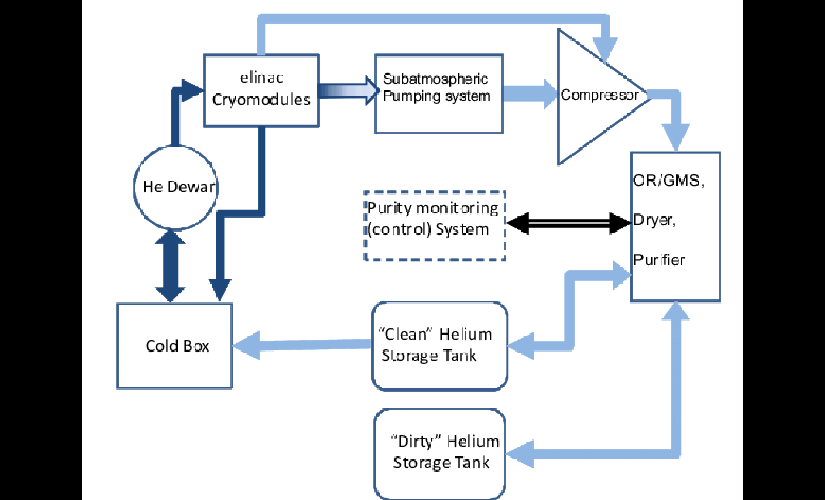 elinac
Cryomodules
Subatmospheric
Pumping system
Compressor
He Dewar
OR/GMS,
Dryer,
Purifier
Purity monitoring
(control) System
Cold Box
“Clean” Helium
Storage Tank
“Dirty” Helium
Storage Tank